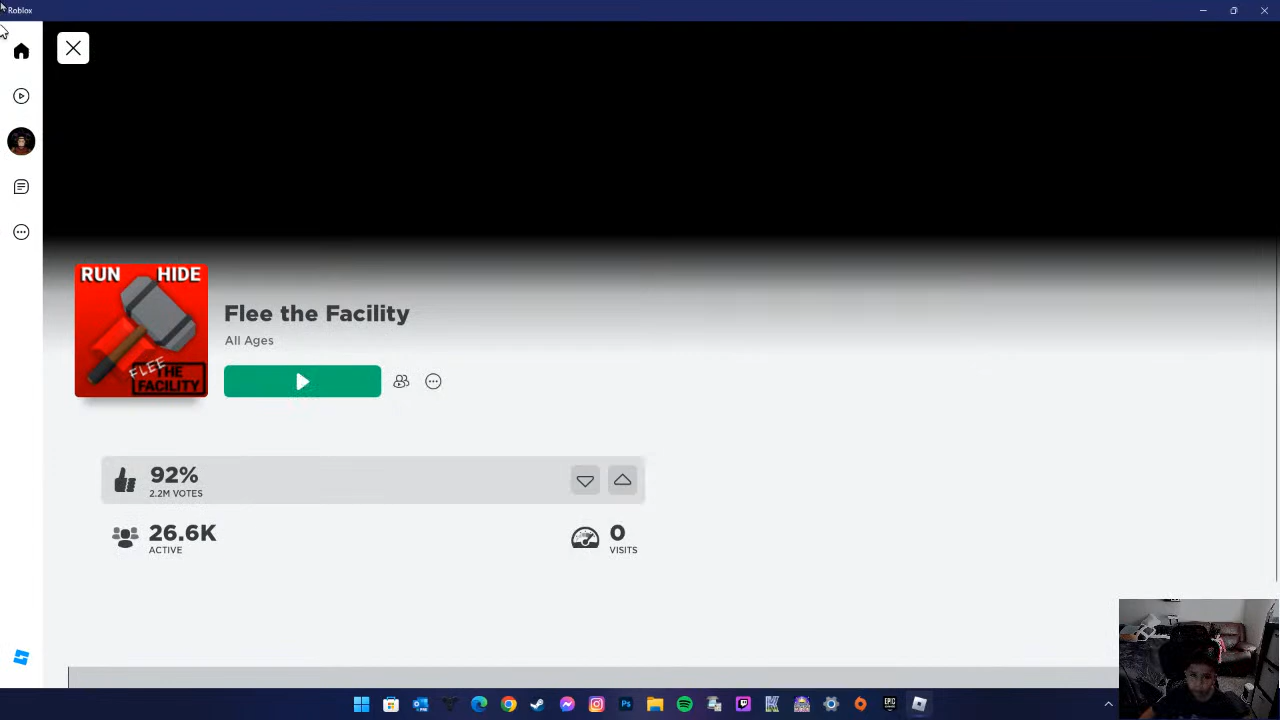 Roblox
RUN HIDE
FLEE
THE
FACILITY
Flee the Facility
All Ages
92%
2.2M VOTES
26.6K
ACTIVE
0
VISITS
EPIC